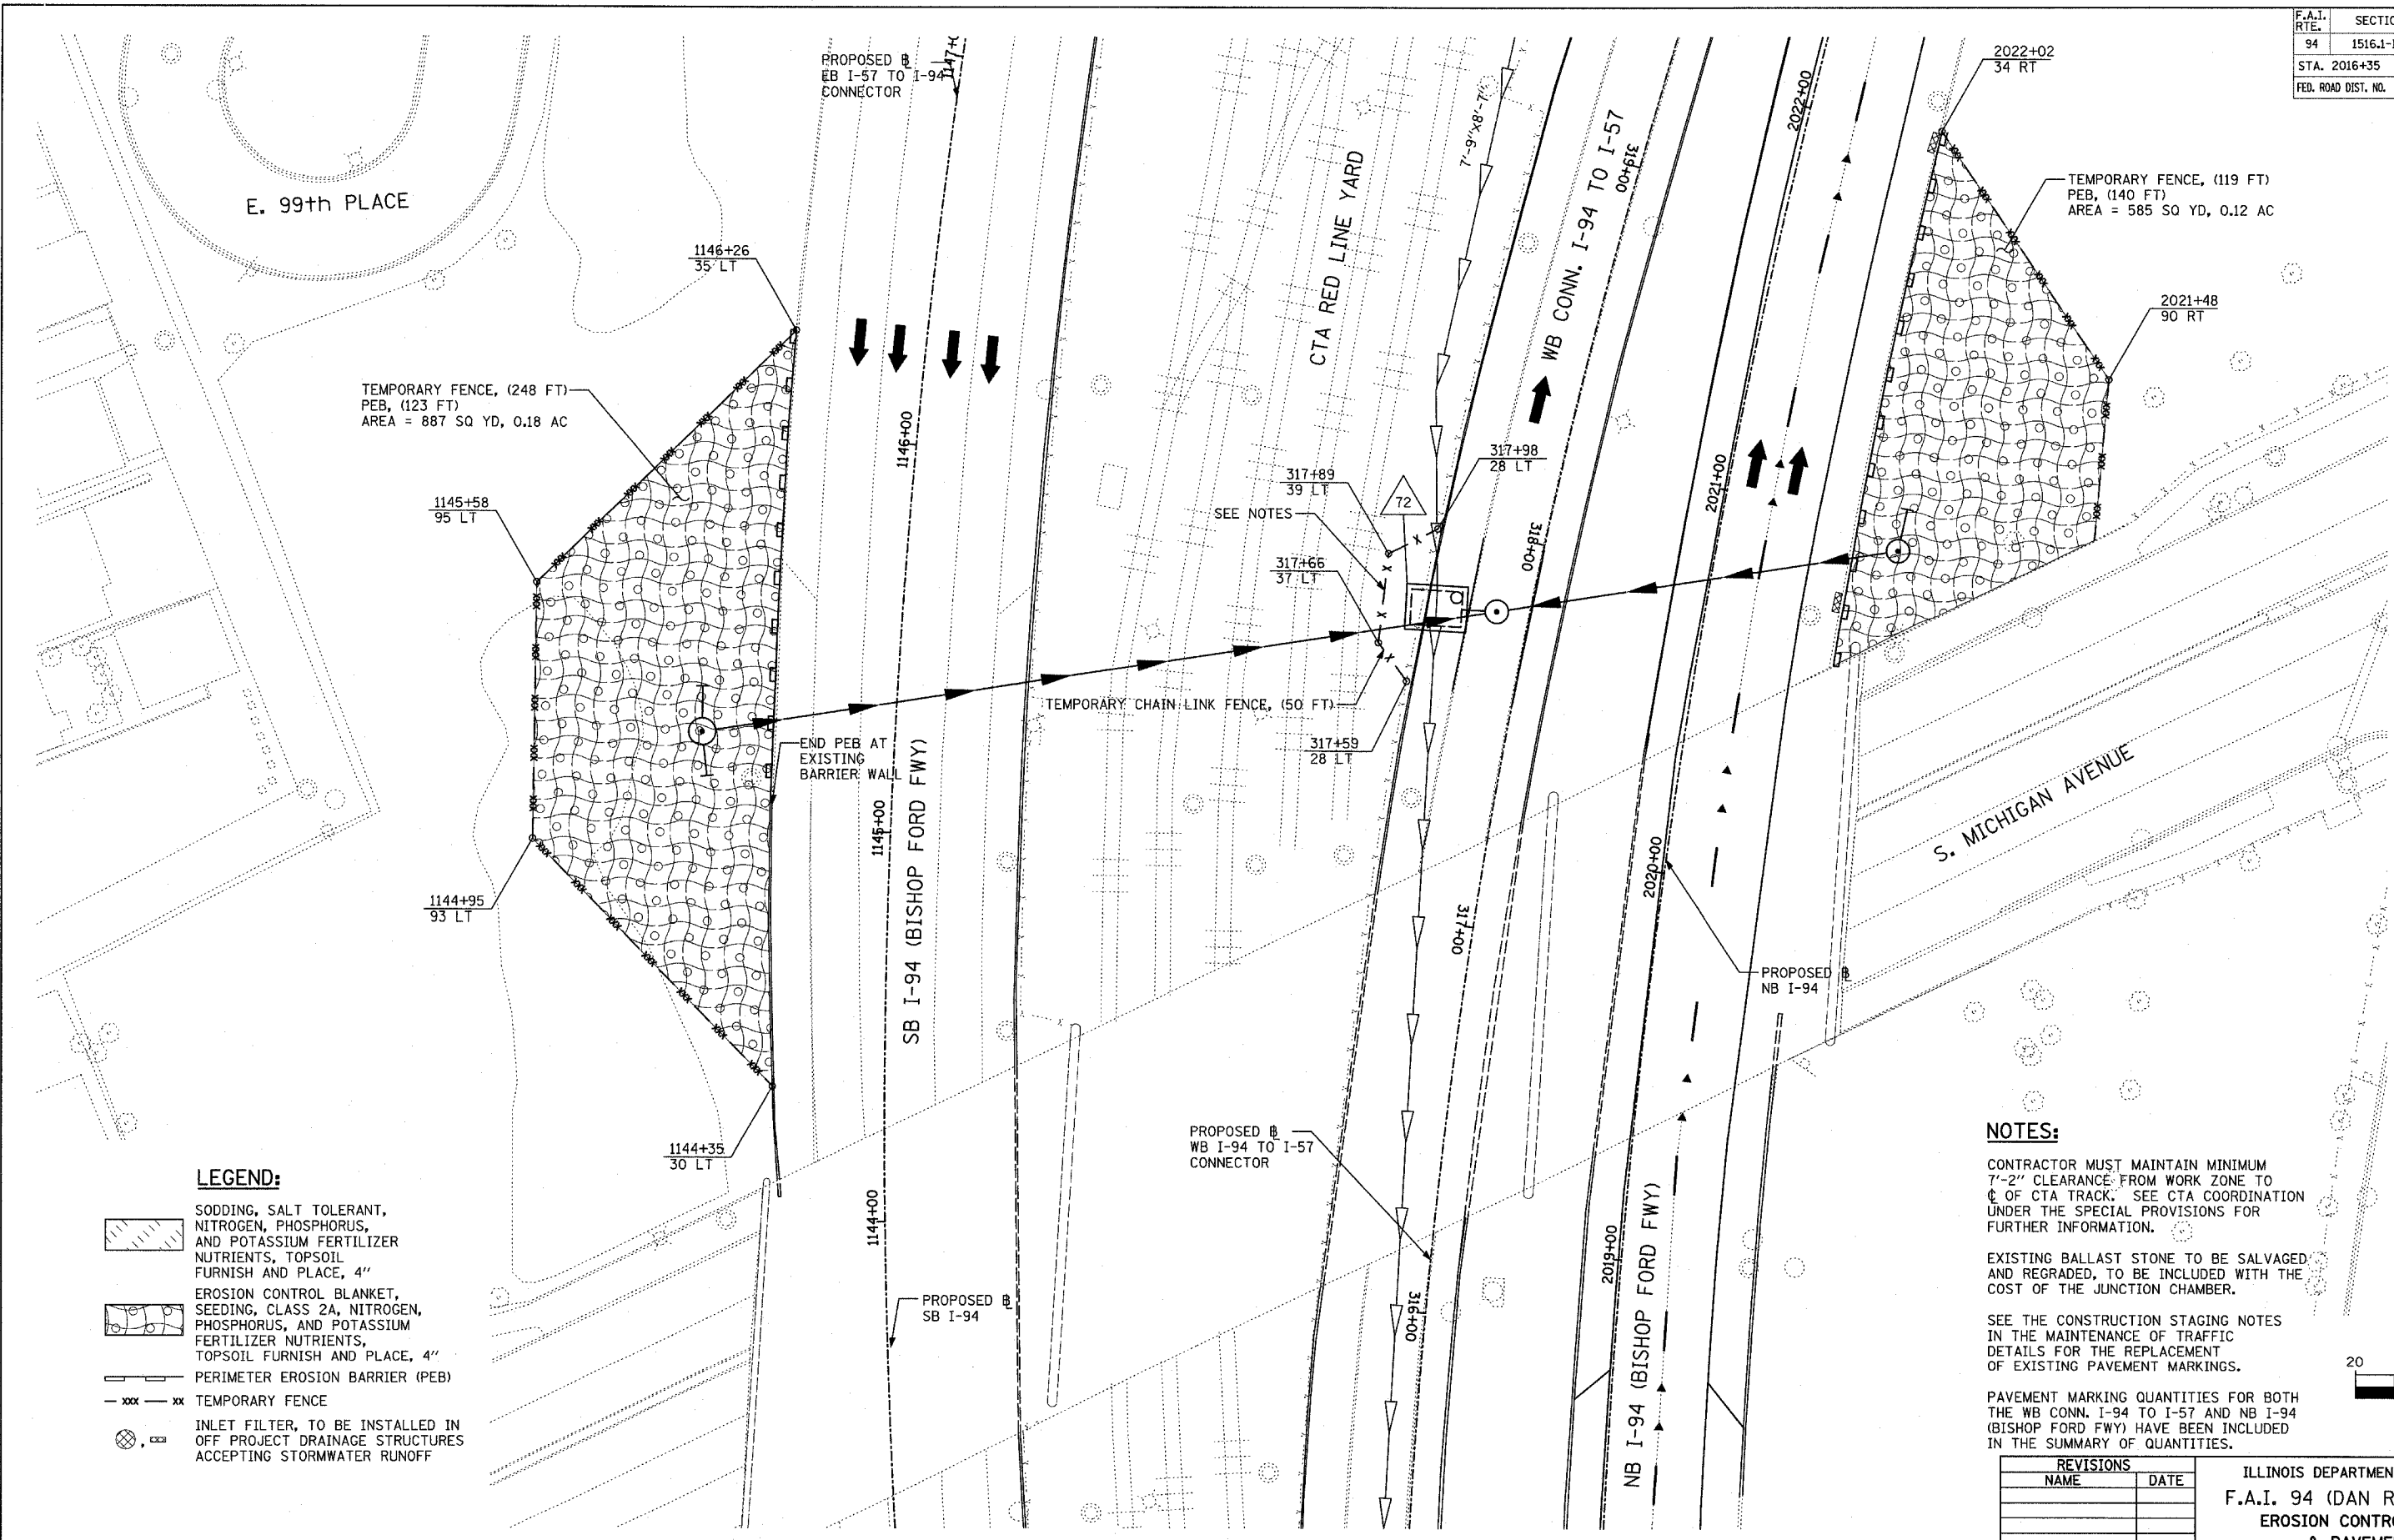 F.A.I.
RTE.
94
1516.1-
STA. 2016+35
FED. ROAD DIST. NO.
PROPOSED
EB I-57 TO I-94
CONNECTOR
2022+02
34 RT
2022+00
7'-9"X8'-7"
E. 99th PLACE
CTA RED LINE YARD
WB CONN. I-94 TO I-57
319+00
TEMPORARY FENCE, (119 FT)
PEB, (140 FT)
AREA = 585 SQ YD, 0.12 AC
1146+26
35 LT
2021+48
90 RT
TEMPORARY FENCE, (248 FT)
PEB, (123 FT)
AREA = 887 SQ YD, 0.18 AC
1146+00
317+98
28 LT
317+89
39 LT
72
2021+00
1145+58
95 LT
SEE NOTES
318+00
317+66
37 LT
TEMPORARY CHAIN LINK FENCE, (50 FT)
317+59
28 LT
END PEB AT
EXISTING
BARRIER WALL
SB I-94 (BISHOP FORD FWY)
1145+00
2020+00
S. MICHIGAN AVENUE
1144+95
93 LT
317+00
PROPOSED
NB I-94
1144+35
30 LT
PROPOSED
WB I-94 TO I-57
CONNECTOR
1144+00
2019+00
NB I-94 (BISHOP FORD FWY)
PROPOSED
SB I-94
316+00
LEGEND:
SODDING, SALT TOLERANT,
NITROGEN, PHOSPHORUS,
AND POTASSIUM FERTILIZER
NUTRIENTS, TOPSOIL
FURNISH AND PLACE, 4"
EROSION CONTROL BLANKET,
SEEDING, CLASS 2A, NITROGEN,
PHOSPHORUS, AND POTASSIUM
FERTILIZER NUTRIENTS,
TOPSOIL FURNISH AND PLACE, 4"
PERIMETER EROSION BARRIER (PEB)
XXX XX TEMPORARY FENCE
INLET FILTER, TO BE INSTALLED IN
OFF PROJECT DRAINAGE STRUCTURES
ACCEPTING STORMWATER RUNOFF
NOTES:
CONTRACTOR MUST MAINTAIN MINIMUM
7'-2" CLEARANCE FROM WORK ZONE TO
℄ OF CTA TRACK. SEE CTA COORDINATION
UNDER THE SPECIAL PROVISIONS FOR
FURTHER INFORMATION.
EXISTING BALLAST STONE TO BE SALVAGED
AND REGRADED, TO BE INCLUDED WITH THE
COST OF THE JUNCTION CHAMBER.
SEE THE CONSTRUCTION STAGING NOTES
IN THE MAINTENANCE OF TRAFFIC
DETAILS FOR THE REPLACEMENT
OF EXISTING PAVEMENT MARKINGS.
PAVEMENT MARKING QUANTITIES FOR BOTH
THE WB CONN. I-94 TO I-57 AND NB I-94
(BISHOP FORD FWY) HAVE BEEN INCLUDED
IN THE SUMMARY OF QUANTITIES.
20
REVISIONS
NAME DATE
ILLINOIS
F.A.I. 94 (DAN
EROSION